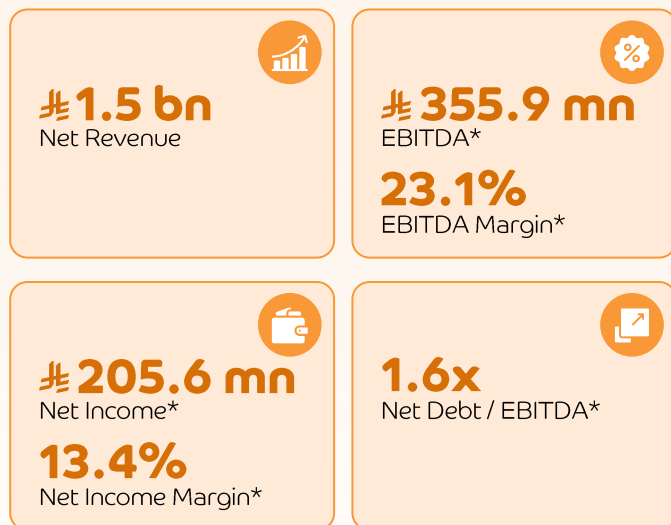 ⃁ 1.5 bn
Net Revenue
⃁ 355.9 mn
EBITDA*
23.1%
EBITDA Margin*
⃁ 205.6 mn
Net Income*
13.4%
Net Income Margin*
1.6x
Net Debt / EBITDA*